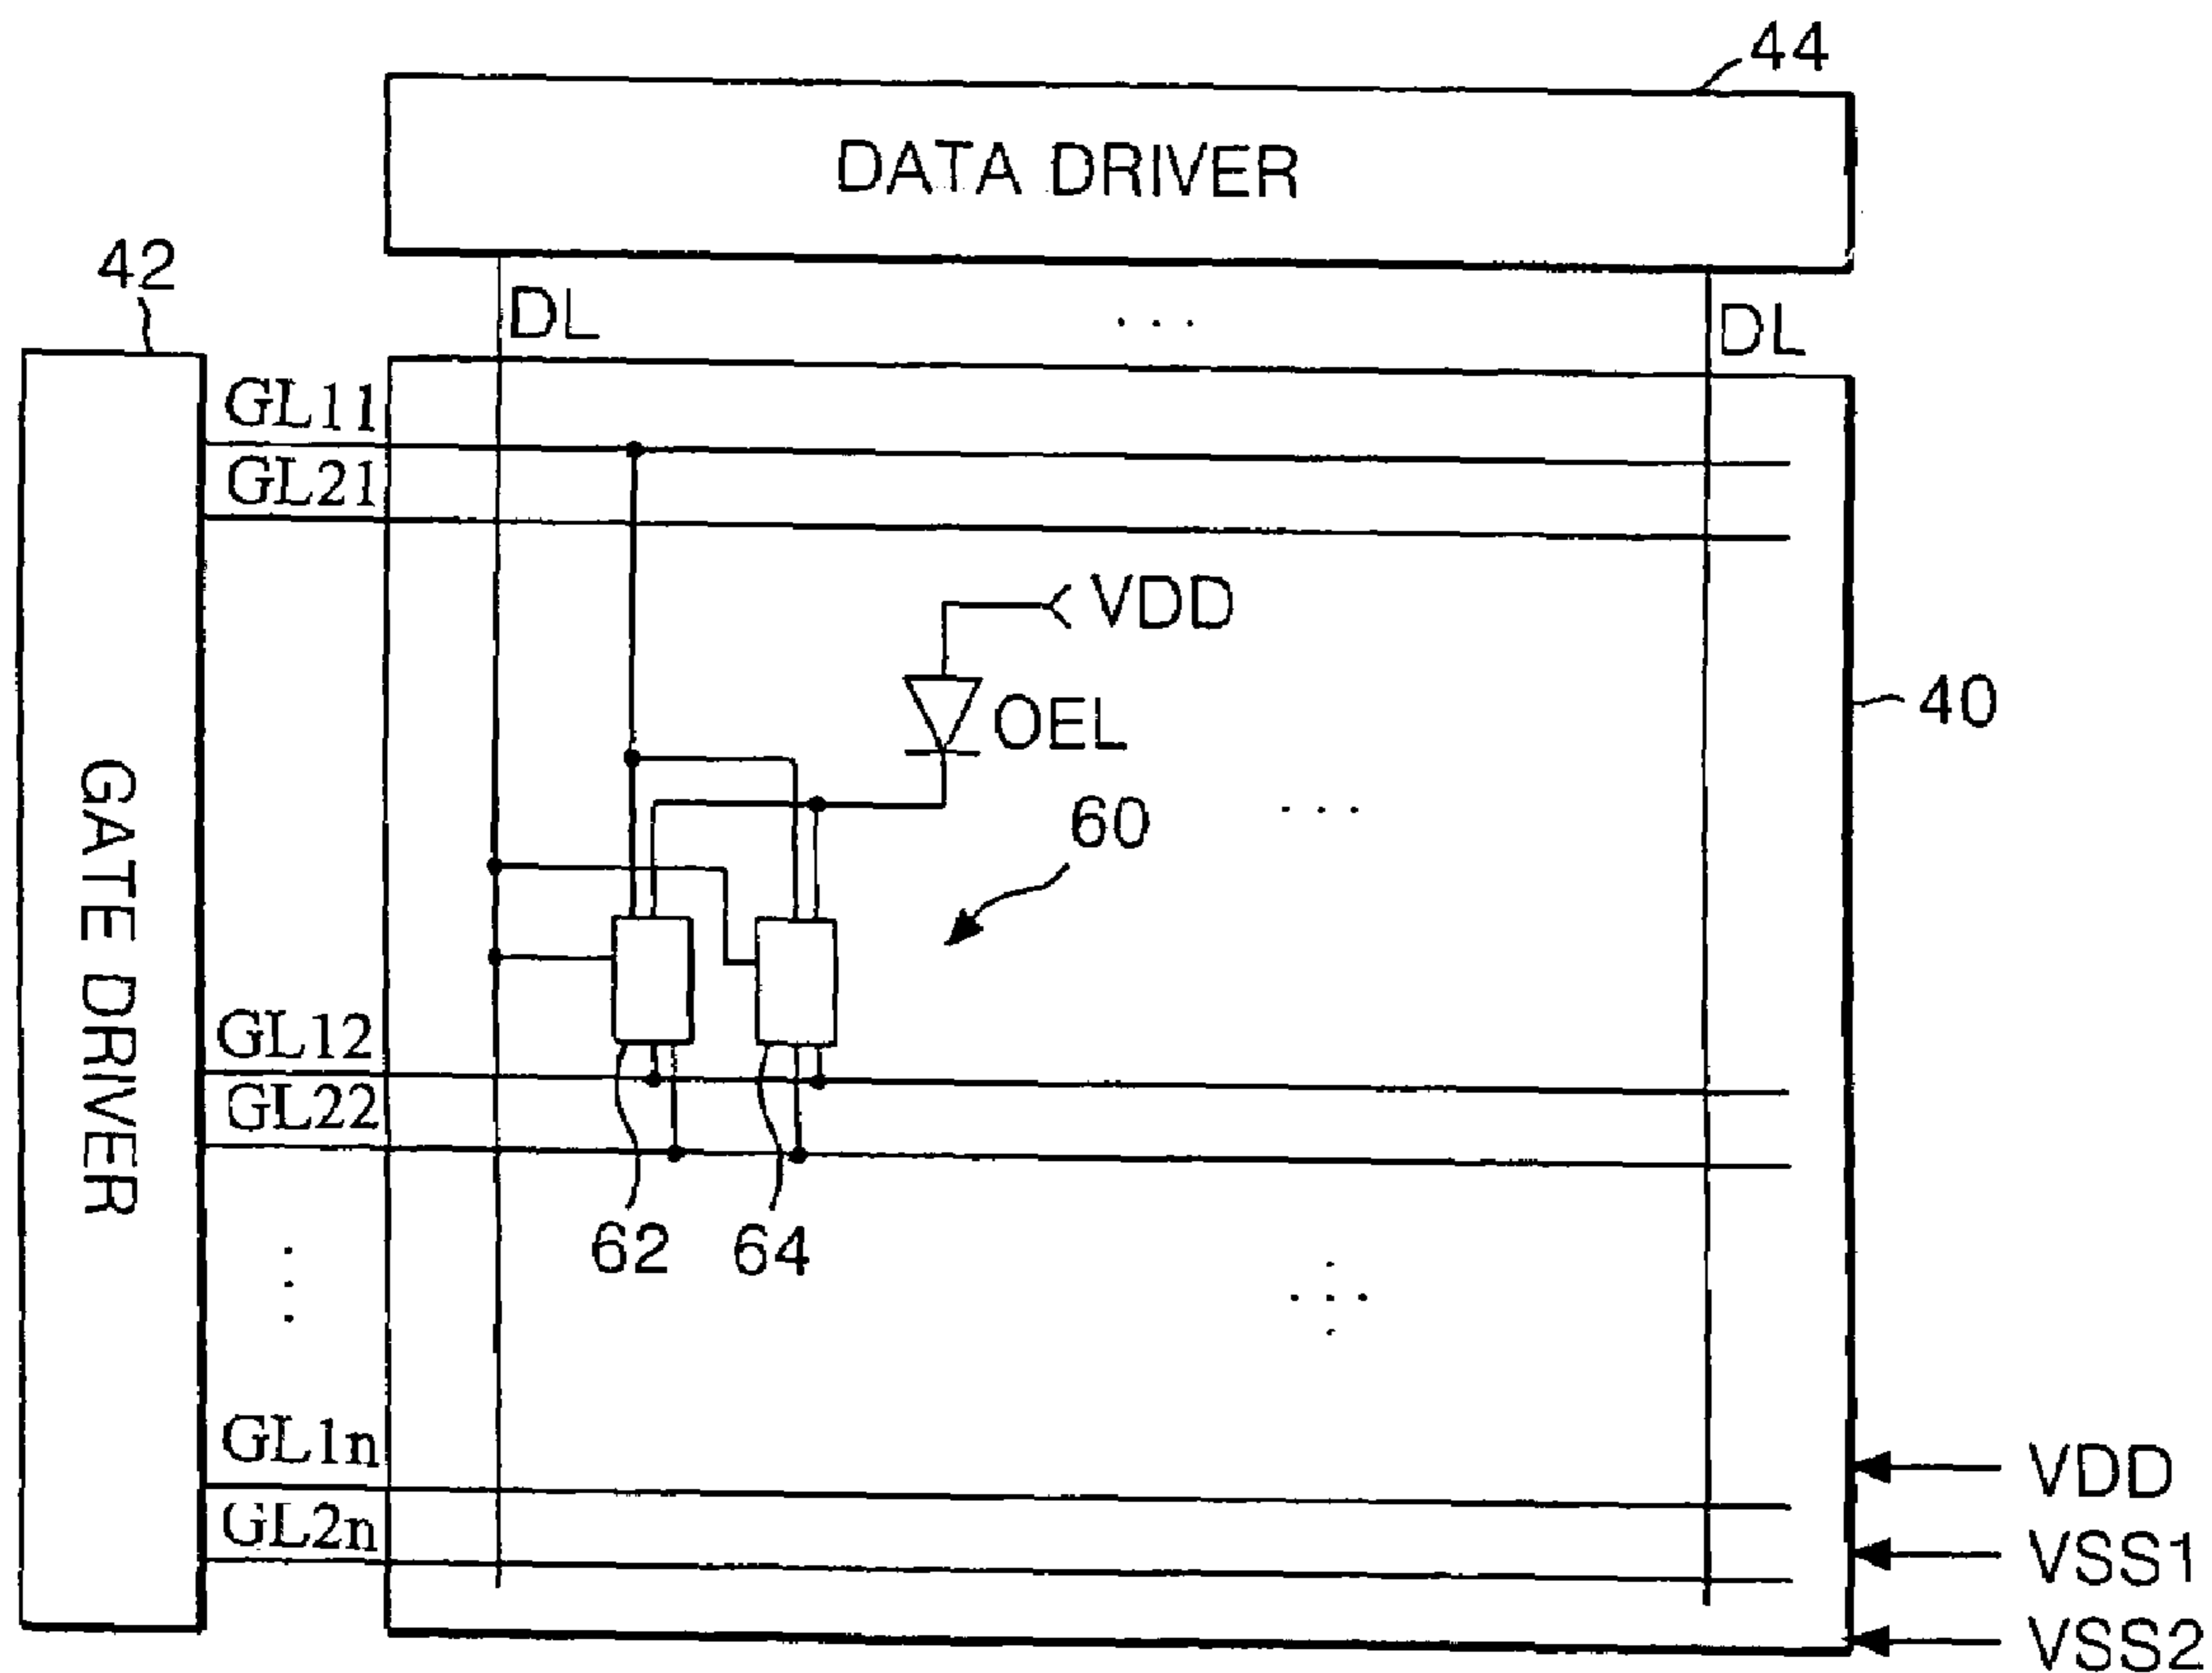 44
DATA DRIVER
42
DL
. . .
DL
GL11
GL21
VDD
OEL
40
60
. . .
GATE DRIVER
GL12
GL22
62
64
GL1n
GL2n
VDD
VSS1
VSS2